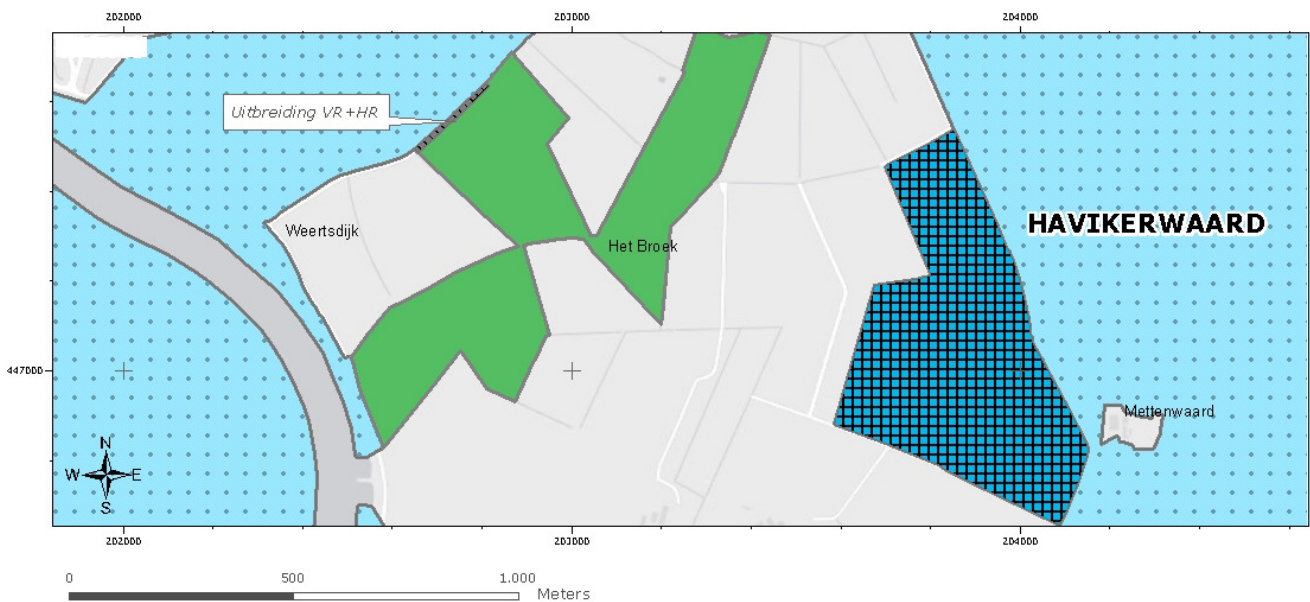 202000 203000 204000
Uitbreiding VR+HR
HAVIKERWAARD
Weertsdijk
Het Broek
447000
Mettenwaard
N
W E
S
202000 203000 204000
0 500 1.000
Meters